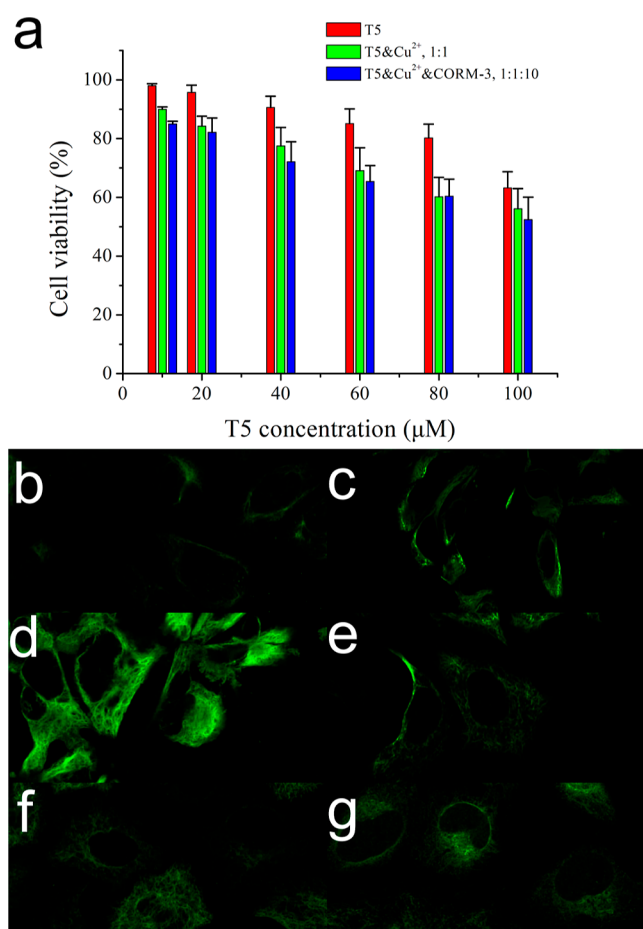 a
T5
T5&Cu²⁺, 1:1
T5&Cu²⁺&CORM-3, 1:1:10
100
80
60
40
20
0
Cell viability (%)
0 20 40 60 80 100
T5 concentration (μM)
b c
d e
f g